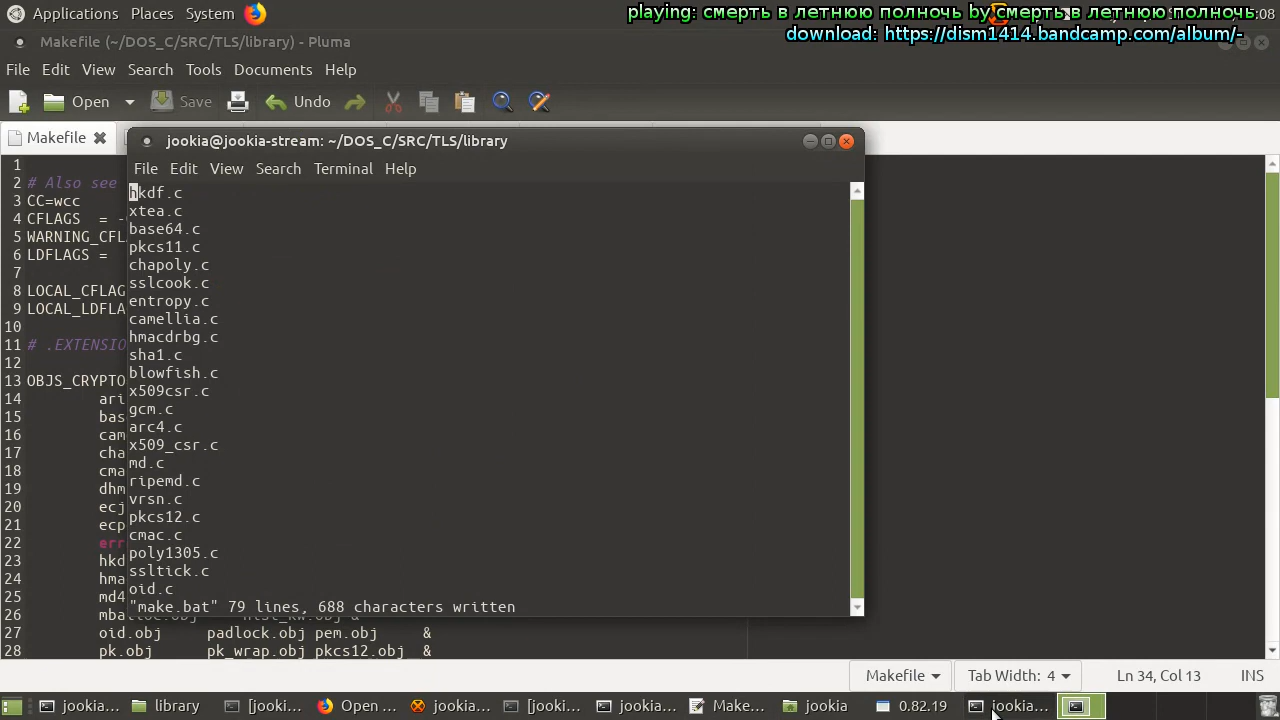 Applications Places System
playing: смерть в летнюю полночь by смерть в летнюю полночь
:08
download: https://dism1414.bandcamp.com/album/-
Makefile (~/DOS_C/SRC/TLS/library) - Pluma
File Edit View Search Tools Documents Help
Open Save Undo
Makefile
jookia@jookia-stream: ~/DOS_C/SRC/TLS/library
File Edit View Search Terminal Help
1
2 # Also see
3 CC=wcc
4 CFLAGS = -
5 WARNING_CFL
6 LDFLAGS =
7
8 LOCAL_CFLAG
9 LOCAL_LDFLA
10
11 # .EXTENSIO
12
13 OBJS_CRYPTO
14 ari
15 bas
16 cam
17 cha
18 cma
19 dhm
20 ecj
21 ecp
22 err
23 hkd
24 hma
25 md4
26
27 oid.obj padlock.obj pem.obj &
28 pk.obj pk_wrap.obj pkcs12.obj &
hkdf.c
xtea.c
base64.c
pkcs11.c
chapoly.c
sslcook.c
entropy.c
camellia.c
hmacdrbg.c
sha1.c
blowfish.c
x509csr.c
gcm.c
arc4.c
x509_csr.c
md.c
ripemd.c
vrsn.c
pkcs12.c
cmac.c
poly1305.c
ssltick.c
oid.c
"make.bat" 79 lines, 688 characters written
Makefile Tab Width: 4 Ln 34, Col 13 INS
jookia... library [jooki... Open ... jookia... [jooki... jookia... Make... jookia 0.82.19 jookia...